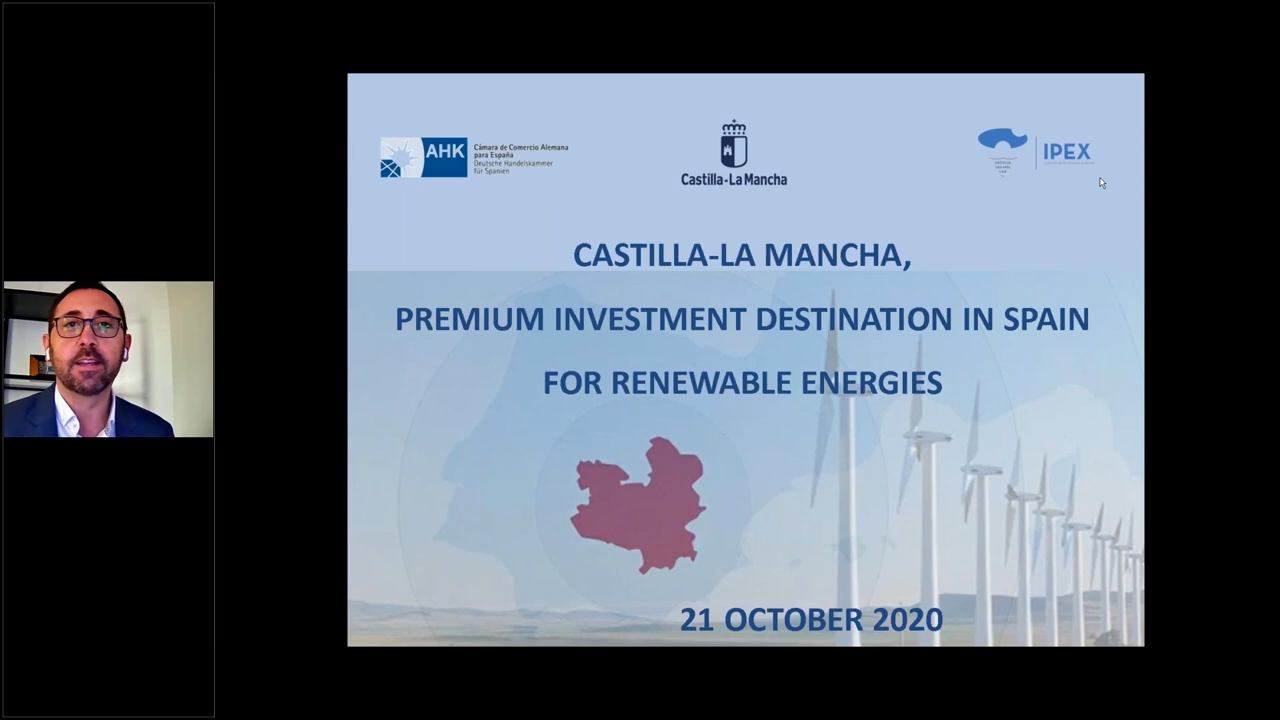 AHK
Cámara de Comercio Alemana
para España
Deutsche Handelskammer
für Spanien
Castilla-La Mancha
IPEX
CASTILLA-LA MANCHA,
PREMIUM INVESTMENT DESTINATION IN SPAIN
FOR RENEWABLE ENERGIES
21 OCTOBER 2020